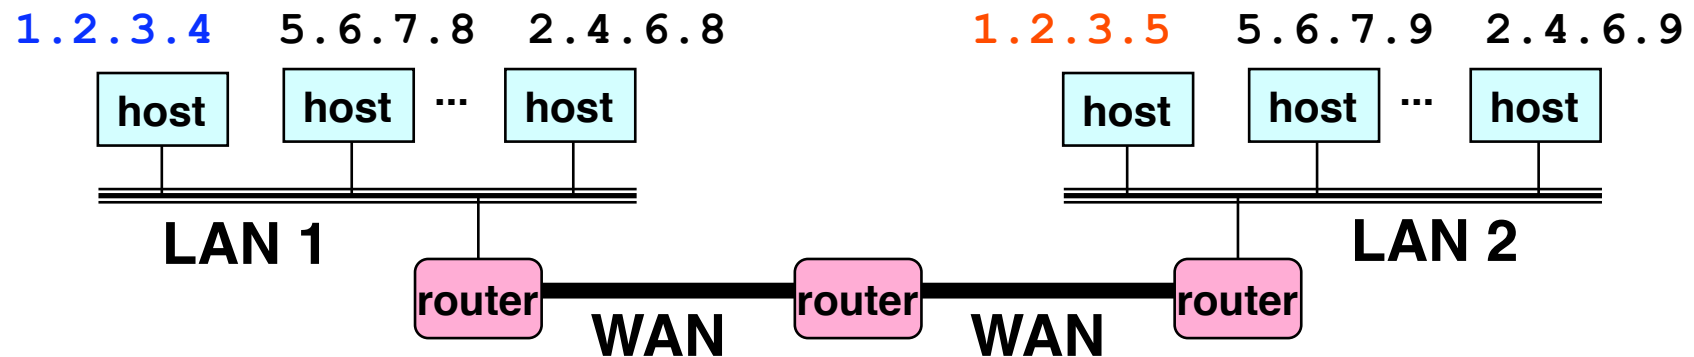 1.2.3.4 5.6.7.8 2.4.6.8 1.2.3.5 5.6.7.9 2.4.6.9
host host ... host host host ... host
LAN 1 LAN 2
router router router
WAN WAN